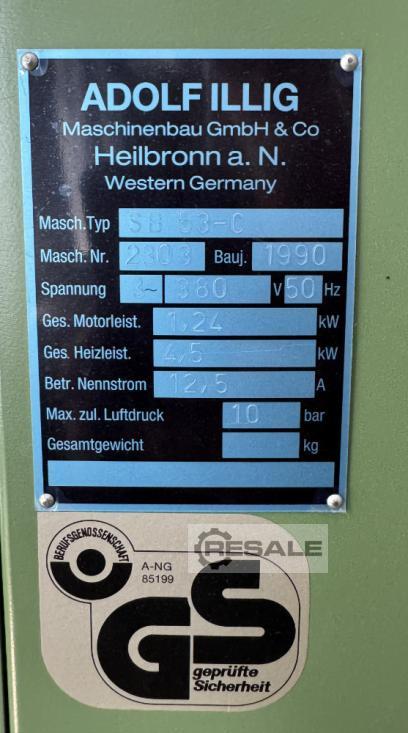 ADOLF ILLIG
Maschinenbau GmbH & Co
Heilbronn a. N.
Western Germany
Masch.Typ SB 53-C
Masch. Nr. 2303 Bauj. 1990
Spannung 3~ 380 V 50 Hz
Ges. Motorleist. 1,24 kW
Ges. Heizleist. 4,5 kW
Betr. Nennstrom 12,5 A
Max. zul. Luftdruck 10 bar
Gesamtgewicht kg
BERUFSGENOSSENSCHAFT
A-NG
85199
RESALE
GS
geprüfte
Sicherheit